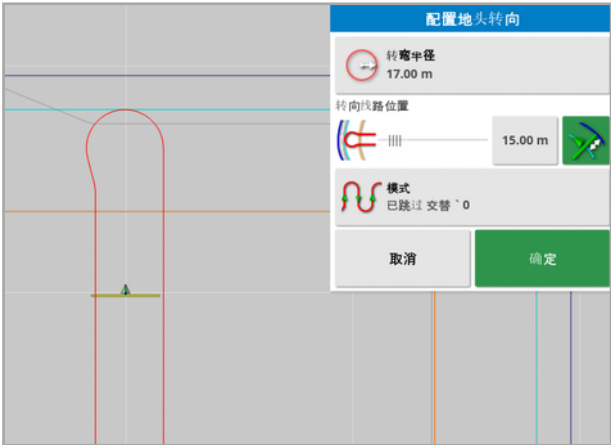 配置地头转向
转弯半径
17.00 m
转向线路位置
15.00 m
模式
已跳过 交替 `0
取消
确定